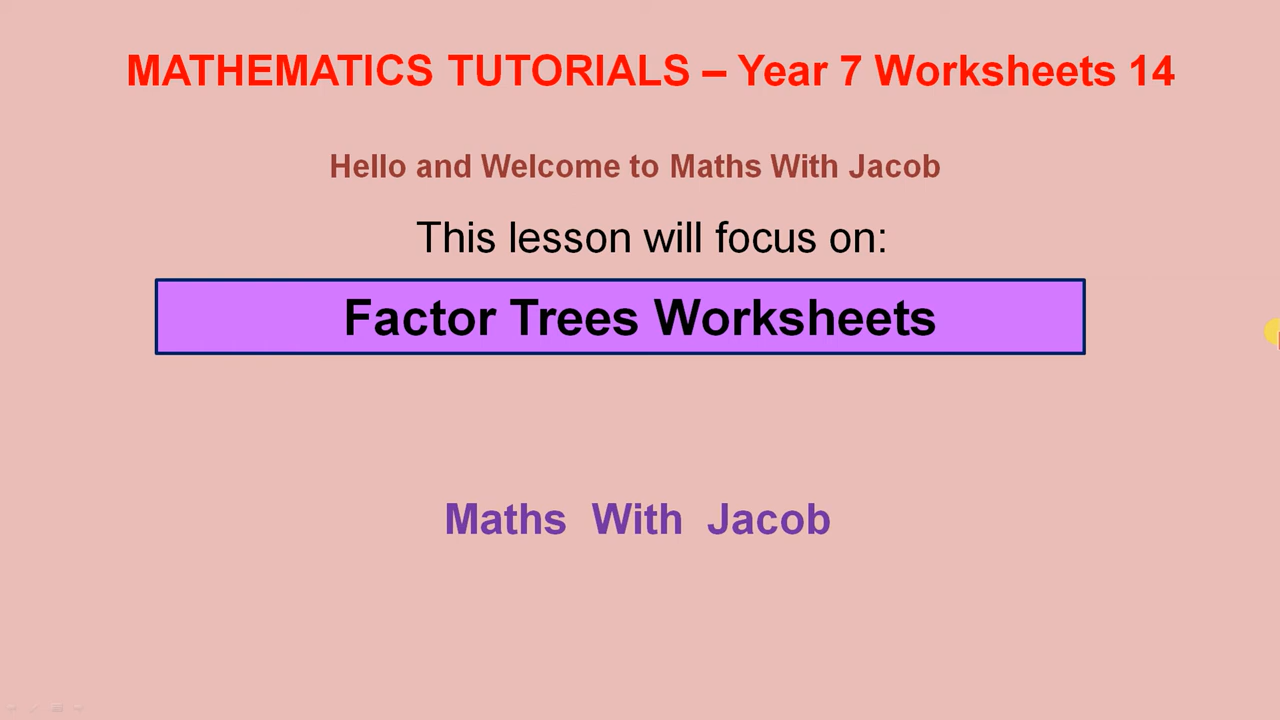 MATHEMATICS TUTORIALS – Year 7 Worksheets 14
Hello and Welcome to Maths With Jacob
This lesson will focus on:
Factor Trees Worksheets
Maths With Jacob